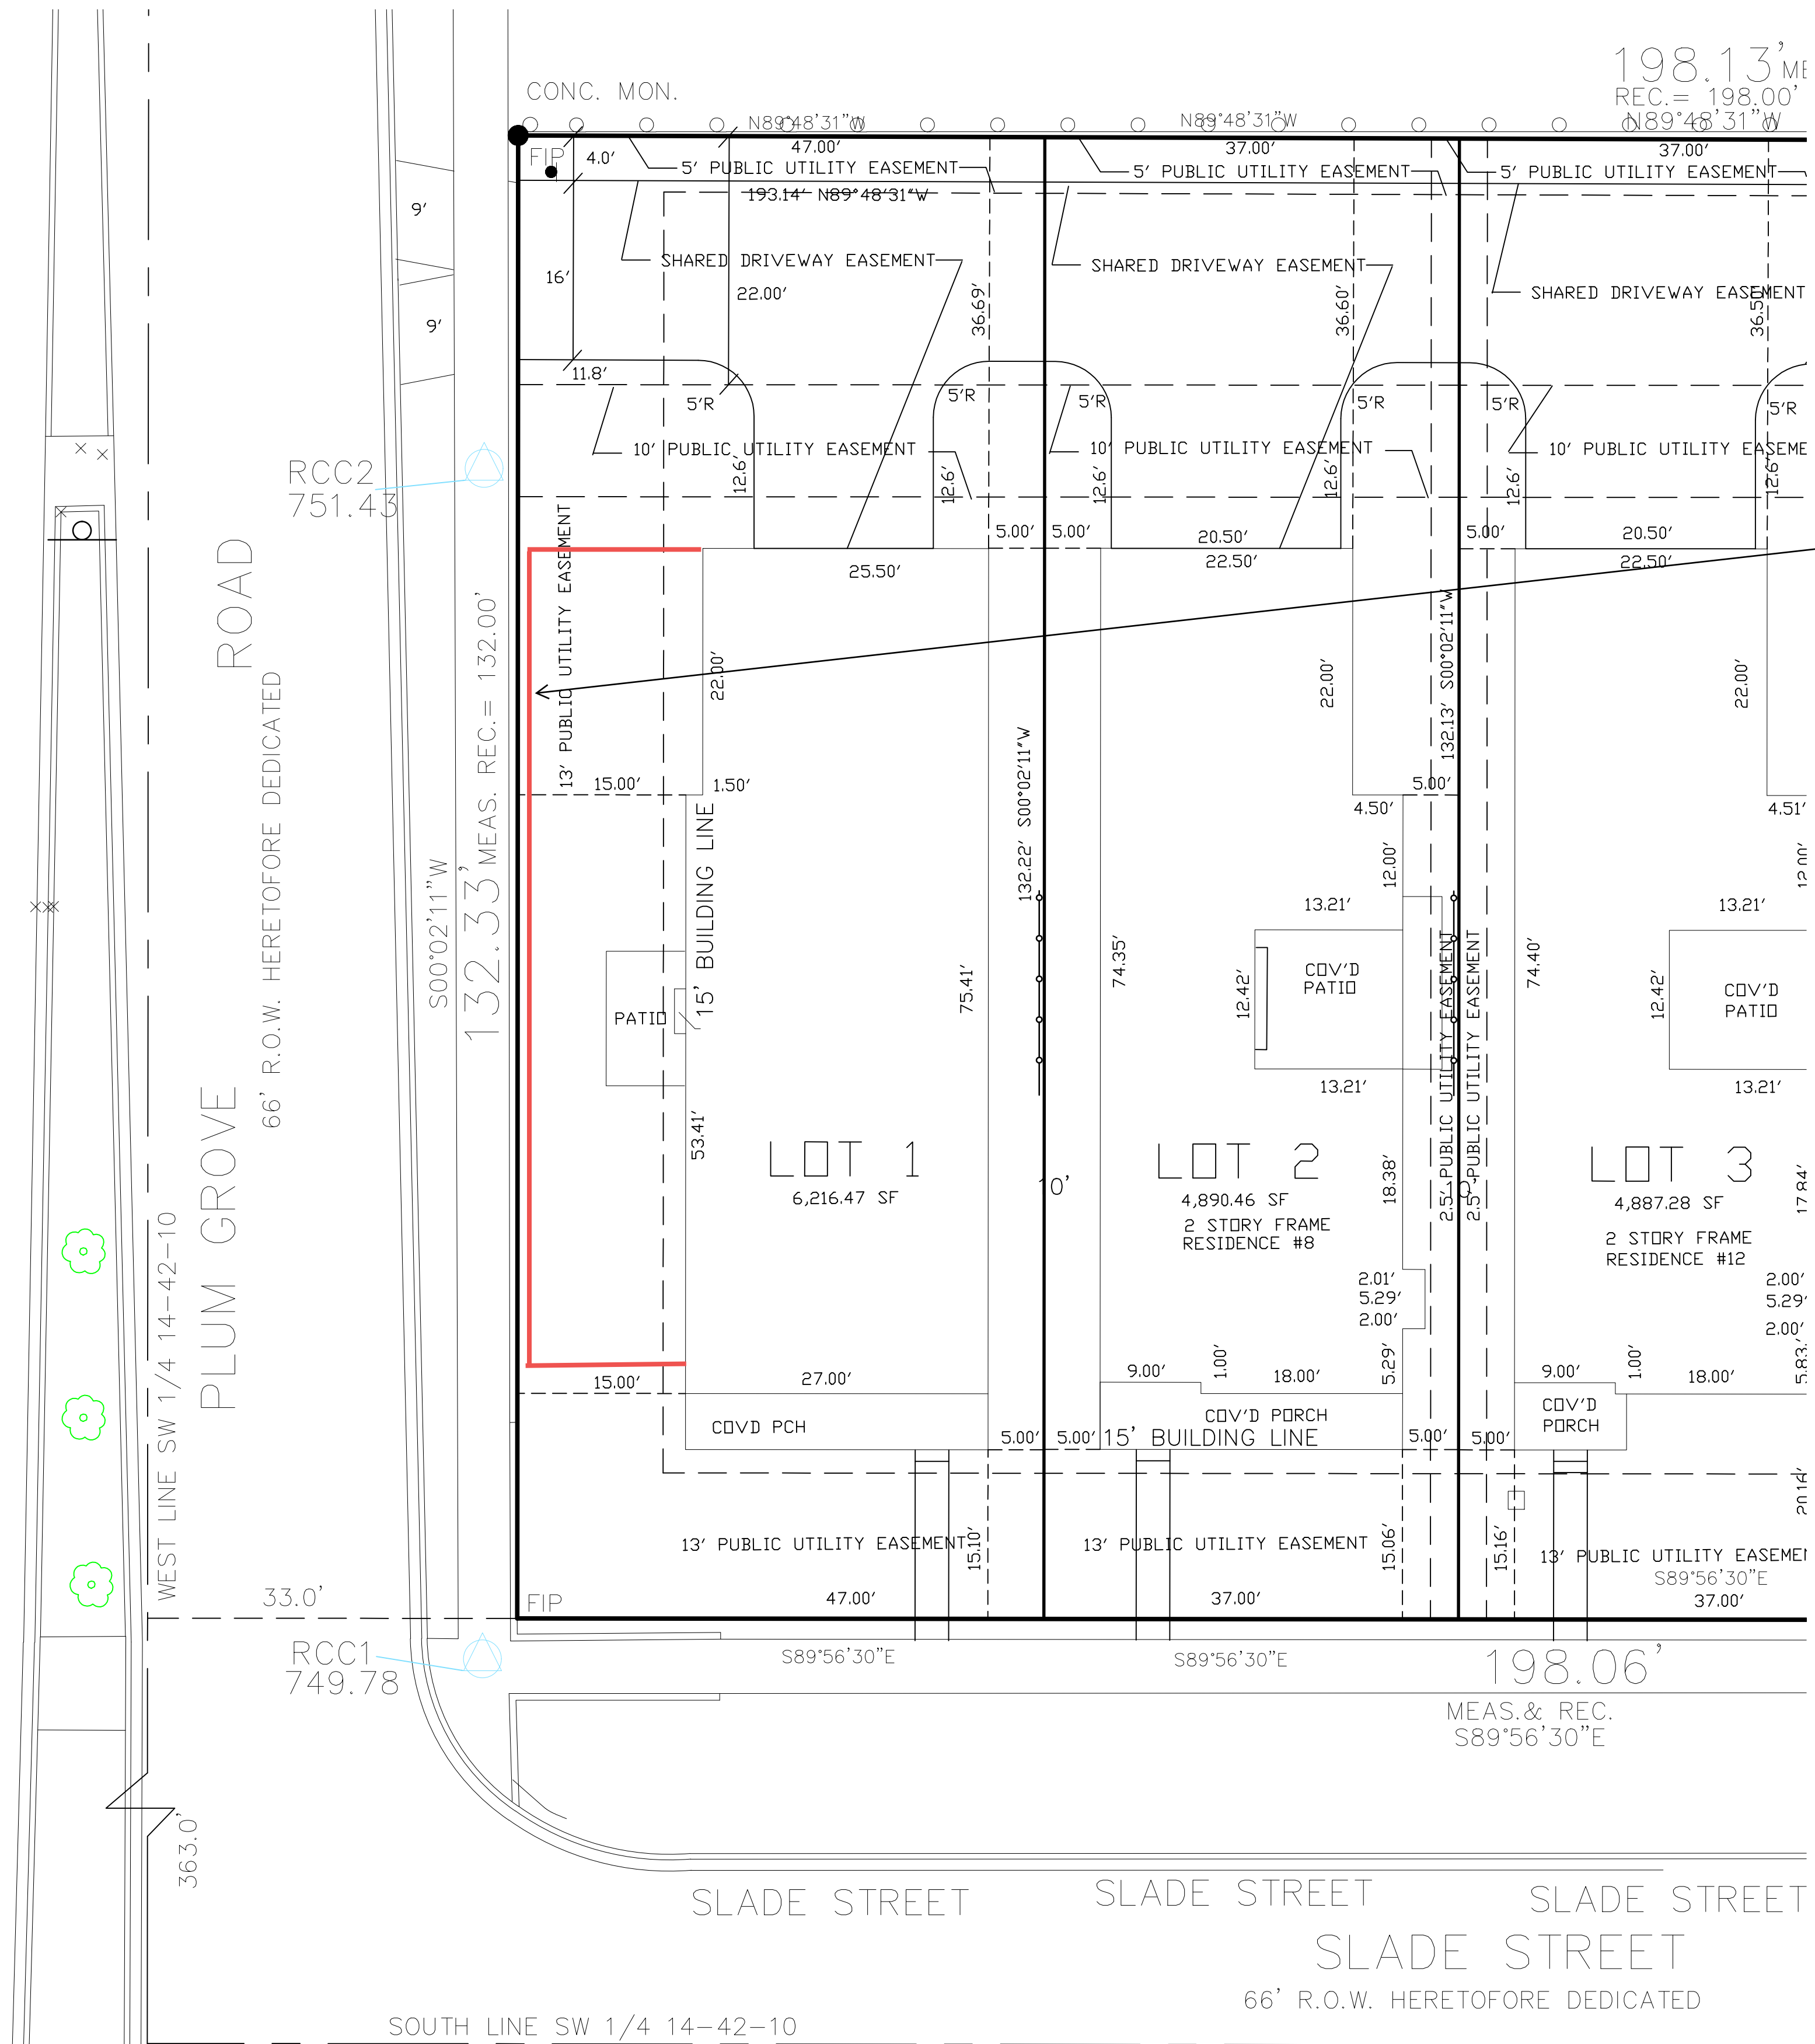 198.13' ME
REC.= 198.00'
N89°48'31"W
CONC. MON.
N89°48'31"W
N89°48'31"W
FIP
4.0'
47.00'
37.00'
37.00'
5' PUBLIC UTILITY EASEMENT
5' PUBLIC UTILITY EASEMENT
5' PUBLIC UTILITY EASEMENT
193.14' N89°48'31"W
9'
9'
16'
SHARED DRIVEWAY EASEMENT
SHARED DRIVEWAY EASEMENT
SHARED DRIVEWAY EASEMENT
22.00'
36.69'
36.60'
36.50'
11.8'
5'R
5'R
5'R
5'R
5'R
5'R
10' PUBLIC UTILITY EASEMENT
10' PUBLIC UTILITY EASEMENT
10' PUBLIC UTILITY EASEME
12.6'
12.6'
12.6'
12.6'
12.6'
12.6'
RCC2
751.43
5.00'
5.00'
20.50'
5.00'
20.50'
25.50'
22.50'
22.50'
13' PUBLIC UTILITY EASEMENT
ROAD
66' R.O.W. HERETOFORE DEDICATED
S00°02'11"W
132.33' MEAS. REC.= 132.00'
22.00'
22.00'
22.00'
132.13' S00°02'11"W
132.22' S00°02'11"W
15.00'
1.50'
5.00'
4.50'
4.51'
15' BUILDING LINE
12.00'
12.00'
13.21'
13.21'
PATIO
75.41'
74.35'
12.42'
COV'D
PATIO
74.40'
12.42'
COV'D
PATIO
2.5' PUBLIC UTILITY EASEMENT
2.5' PUBLIC UTILITY EASEMENT
13.21'
13.21'
53.41'
PLUM GROVE
LOT 1
6,216.47 SF
10'
LOT 2
4,890.46 SF
2 STORY FRAME
RESIDENCE #8
18.38'
10'
LOT 3
4,887.28 SF
2 STORY FRAME
RESIDENCE #12
17.84'
WEST LINE SW 1/4 14-42-10
2.01'
5.29'
2.00'
5.29'
2.00'
5.29'
2.00'
5.83'
15.00'
27.00'
9.00'
1.00'
18.00'
9.00'
1.00'
18.00'
COVD PCH
COV'D PORCH
COV'D
PORCH
5.00'
5.00'
15' BUILDING LINE
5.00'
5.00'
20.16'
13' PUBLIC UTILITY EASEMENT
15.10'
13' PUBLIC UTILITY EASEMENT
15.06'
15.16'
13' PUBLIC UTILITY EASEMEN
S89°56'30"E
33.0'
FIP
47.00'
37.00'
37.00'
RCC1
749.78
S89°56'30"E
S89°56'30"E
198.06'
MEAS.& REC.
S89°56'30"E
363.0'
SLADE STREET
SLADE STREET
SLADE STREET
SLADE STREET
66' R.O.W. HERETOFORE DEDICATED
SOUTH LINE SW 1/4 14-42-10